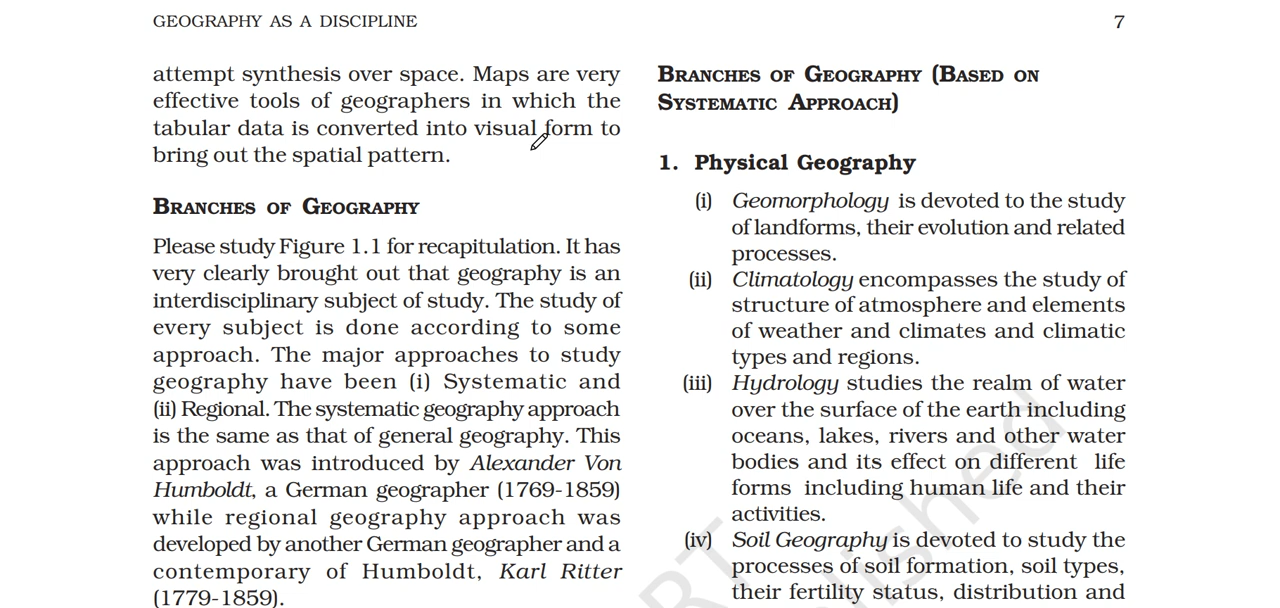 GEOGRAPHY AS A DISCIPLINE
7
attempt synthesis over space. Maps are very
effective tools of geographers in which the
tabular data is converted into visual form to
bring out the spatial pattern.
BRANCHES OF GEOGRAPHY
Please study Figure 1.1 for recapitulation. It has
very clearly brought out that geography is an
interdisciplinary subject of study. The study of
every subject is done according to some
approach. The major approaches to study
geography have been (i) Systematic and
(ii) Regional. The systematic geography approach
is the same as that of general geography. This
approach was introduced by Alexander Von
Humboldt, a German geographer (1769-1859)
while regional geography approach was
developed by another German geographer and a
contemporary of Humboldt, Karl Ritter
(1779-1859).
BRANCHES OF GEOGRAPHY (BASED ON
SYSTEMATIC APPROACH)
1. Physical Geography
(i) Geomorphology is devoted to the study
of landforms, their evolution and related
processes.
(ii) Climatology encompasses the study of
structure of atmosphere and elements
of weather and climates and climatic
types and regions.
(iii) Hydrology studies the realm of water
over the surface of the earth including
oceans, lakes, rivers and other water
bodies and its effect on different life
forms including human life and their
activities.
(iv) Soil Geography is devoted to study the
processes of soil formation, soil types,
their fertility status, distribution and